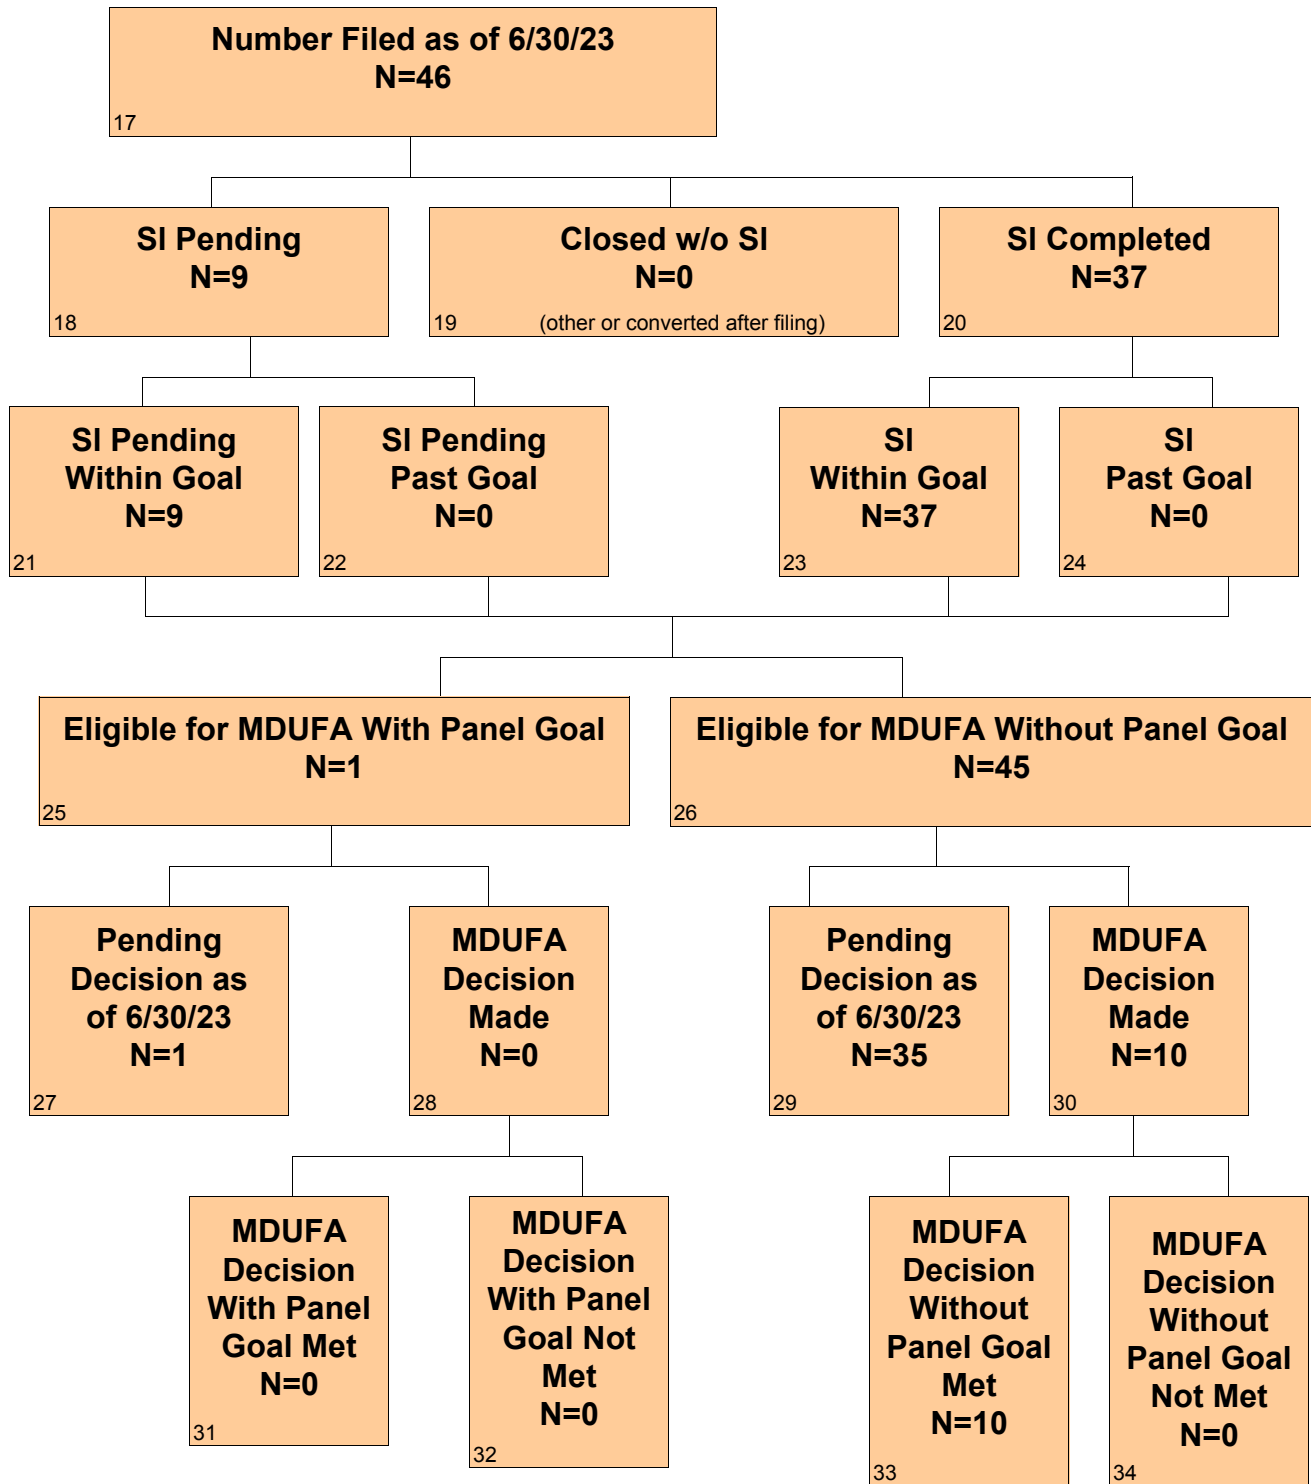 Number Filed as of 6/30/23
N=46
17
SI Pending
N=9
18
Closed w/o SI
N=0
19 (other or converted after filing)
SI Completed
N=37
20
SI Pending
Within Goal
N=9
21
SI Pending
Past Goal
N=0
22
SI
Within Goal
N=37
23
SI
Past Goal
N=0
24
Eligible for MDUFA With Panel Goal
N=1
25
Eligible for MDUFA Without Panel Goal
N=45
26
Pending
Decision as
of 6/30/23
N=1
27
MDUFA
Decision
Made
N=0
28
Pending
Decision as
of 6/30/23
N=35
29
MDUFA
Decision
Made
N=10
30
MDUFA
Decision
With Panel
Goal Met
N=0
31
MDUFA
Decision
With Panel
Goal Not
Met
N=0
32
MDUFA
Decision
Without
Panel Goal
Met
N=10
33
MDUFA
Decision
Without
Panel Goal
Not Met
N=0
34